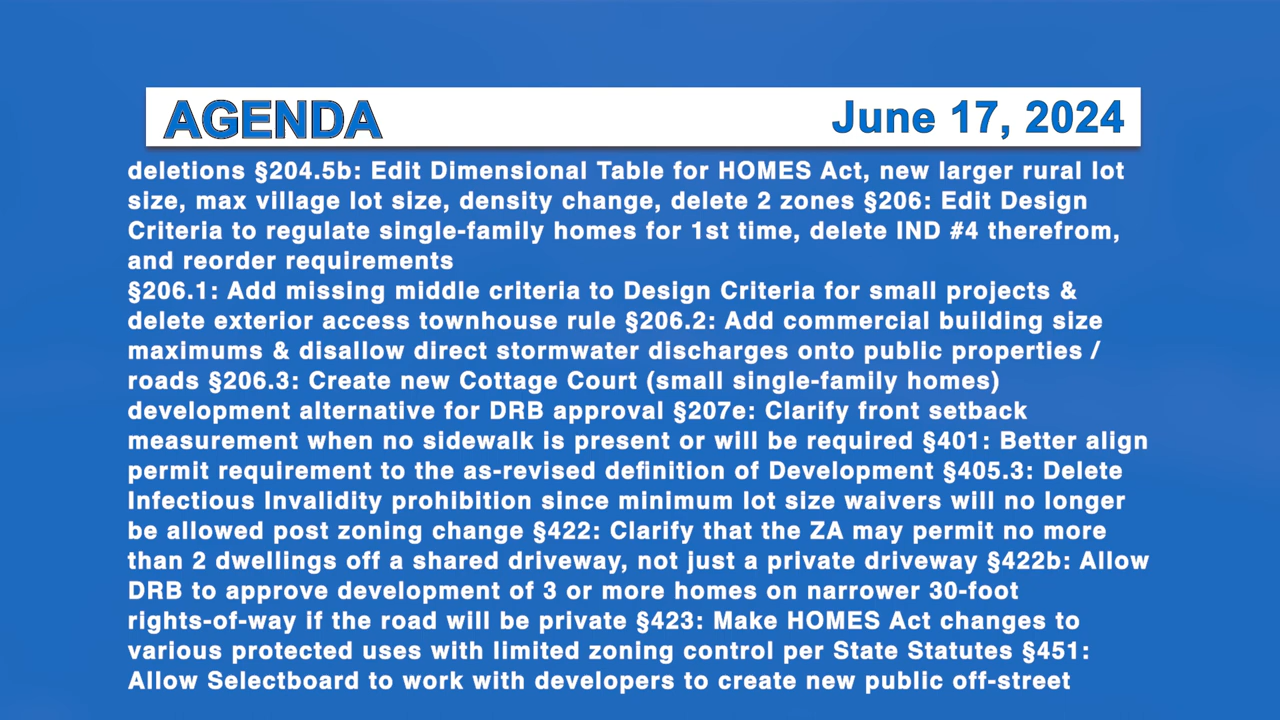 AGENDA June 17, 2024
deletions §204.5b: Edit Dimensional Table for HOMES Act, new larger rural lot
size, max village lot size, density change, delete 2 zones §206: Edit Design
Criteria to regulate single-family homes for 1st time, delete IND #4 therefrom,
and reorder requirements
§206.1: Add missing middle criteria to Design Criteria for small projects &
delete exterior access townhouse rule §206.2: Add commercial building size
maximums & disallow direct stormwater discharges onto public properties /
roads §206.3: Create new Cottage Court (small single-family homes)
development alternative for DRB approval §207e: Clarify front setback
measurement when no sidewalk is present or will be required §401: Better align
permit requirement to the as-revised definition of Development §405.3: Delete
Infectious Invalidity prohibition since minimum lot size waivers will no longer
be allowed post zoning change §422: Clarify that the ZA may permit no more
than 2 dwellings off a shared driveway, not just a private driveway §422b: Allow
DRB to approve development of 3 or more homes on narrower 30-foot
rights-of-way if the road will be private §423: Make HOMES Act changes to
various protected uses with limited zoning control per State Statutes §451:
Allow Selectboard to work with developers to create new public off-street